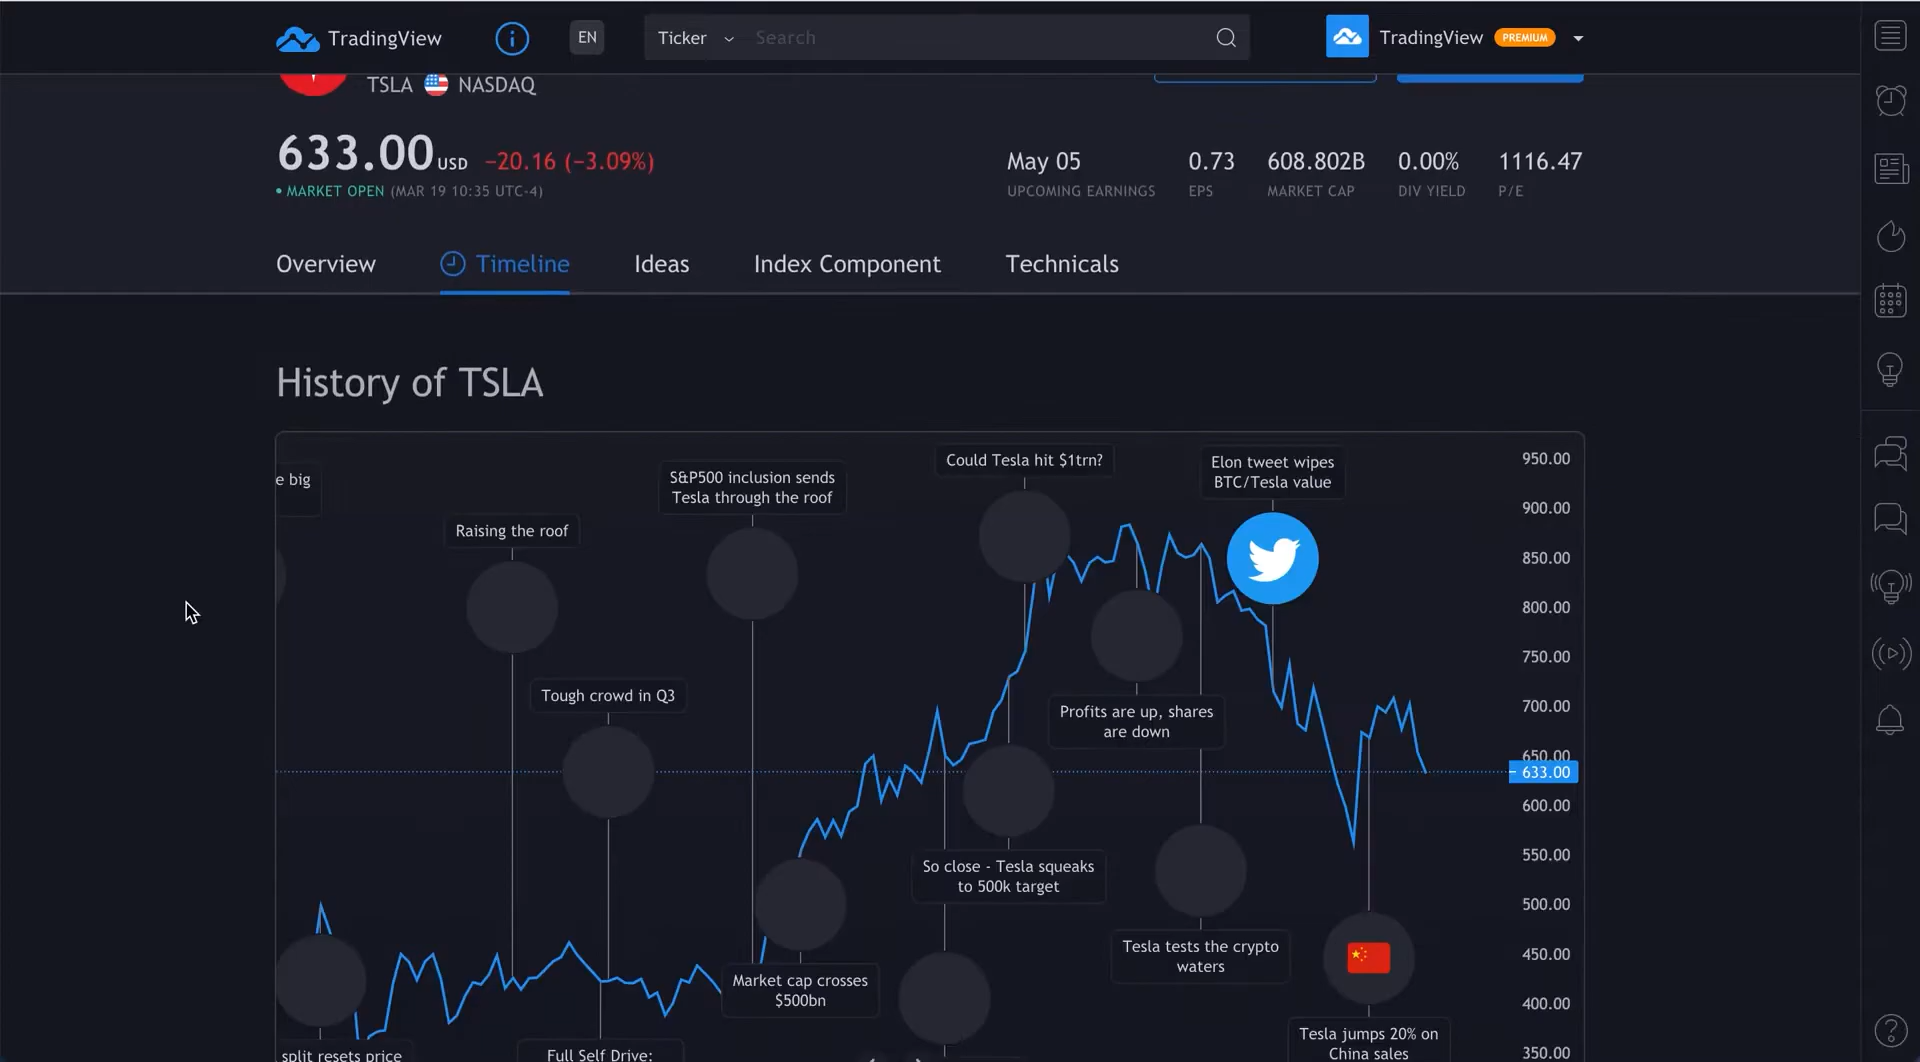 TradingView
EN
Ticker
Search
TradingView
PREMIUM
TSLA
NASDAQ
633.00 USD −20.16 (−3.09%)
MARKET OPEN (MAR 19 10:35 UTC-4)
May 05
UPCOMING EARNINGS
0.73
EPS
608.802B
MARKET CAP
0.00%
DIV YIELD
1116.47
P/E
Overview
Timeline
Ideas
Index Component
Technicals
History of TSLA
e big
Raising the roof
S&P500 inclusion sends
Tesla through the roof
Could Tesla hit $1trn?
Elon tweet wipes
BTC/Tesla value
Tough crowd in Q3
Profits are up, shares
are down
So close - Tesla squeaks
to 500k target
Tesla tests the crypto
waters
Market cap crosses
$500bn
Tesla jumps 20% on
China sales
split resets price
Full Self Drive:
950.00
900.00
850.00
800.00
750.00
700.00
650.00
633.00
600.00
550.00
500.00
450.00
400.00
350.00